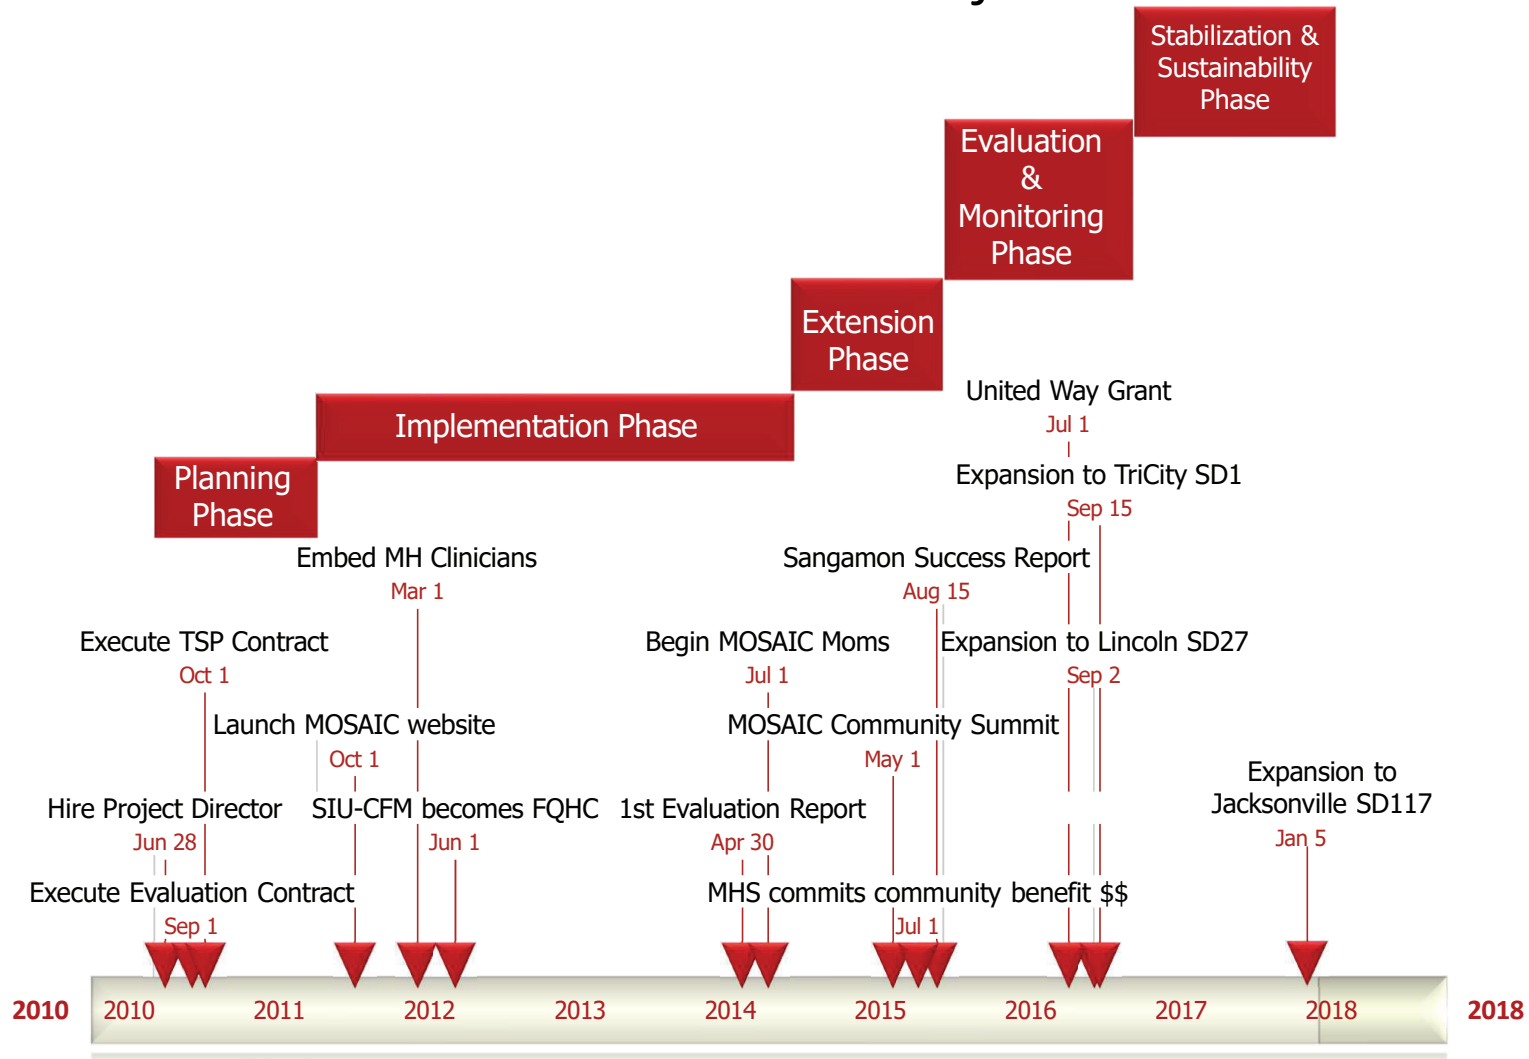 Stabilization &
Sustainability
Phase
Evaluation
&
Monitoring
Phase
Extension
Phase
United Way Grant
Jul 1
Implementation Phase
Planning
Phase
Expansion to TriCity SD1
Sep 15
Embed MH Clinicians
Mar 1
Sangamon Success Report
Aug 15
Execute TSP Contract
Oct 1
Begin MOSAIC Moms
Jul 1
Expansion to Lincoln SD27
Sep 2
Launch MOSAIC website
Oct 1
MOSAIC Community Summit
May 1
Expansion to
Jacksonville SD117
Jan 5
Hire Project Director
Jun 28
SIU-CFM becomes FQHC
Jun 1
1st Evaluation Report
Apr 30
Execute Evaluation Contract
Sep 1
MHS commits community benefit $$
Jul 1
2010 2010 2011 2012 2013 2014 2015 2016 2017 2018 2018